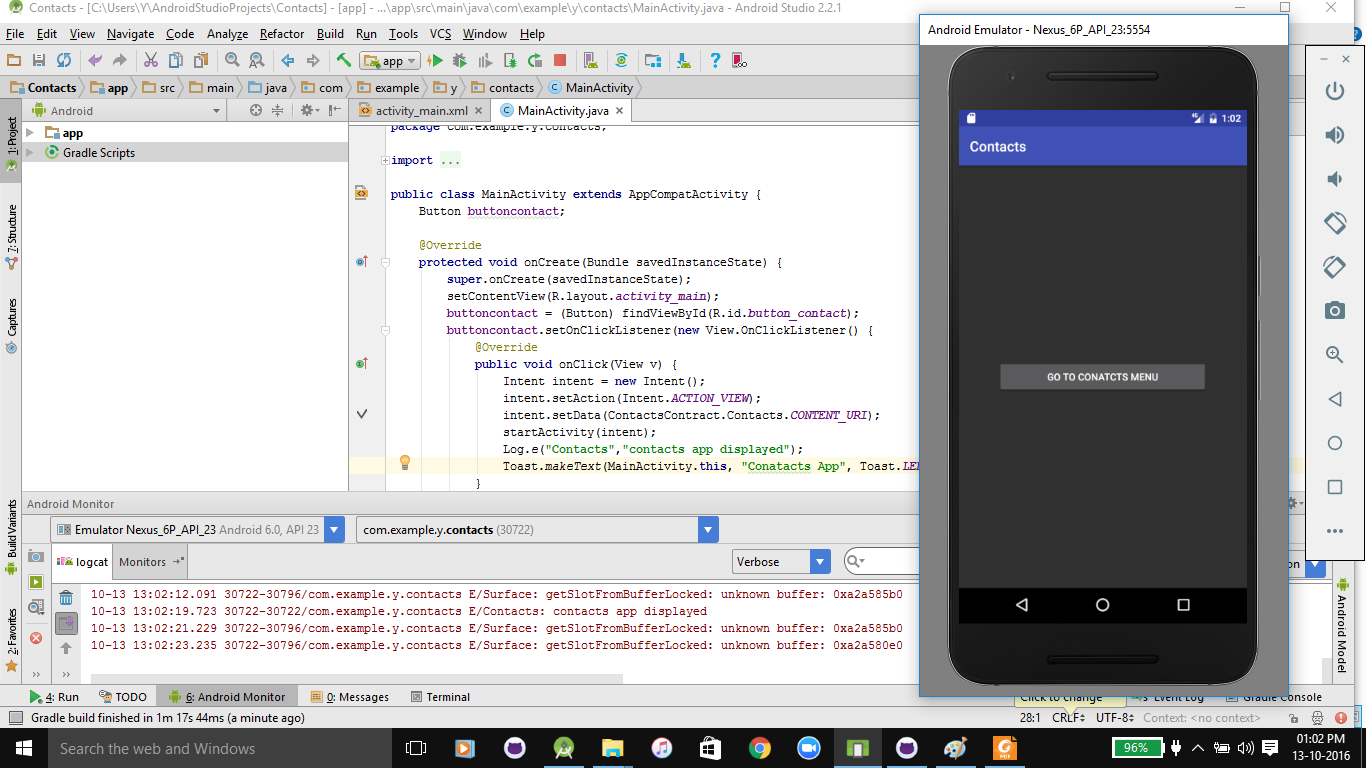 Contacts - [C:\Users\Y\AndroidStudioProjects\Contacts] - [app] - ...\app\src\main\java\com\example\y\contacts\MainActivity.java - Android Studio 2.2.1
File Edit View Navigate Code Analyze Refactor Build Run Tools VCS Window Help
app
Contacts app src main java com example y contacts MainActivity
Android
activity_main.xml MainActivity.java
1: Project
7: Structure
Captures
Build Variants
2: Favorites
app
Gradle Scripts
package com.example.y.contacts;
import ...
public class MainActivity extends AppCompatActivity {
Button buttoncontact;
@Override
protected void onCreate(Bundle savedInstanceState) {
super.onCreate(savedInstanceState);
setContentView(R.layout.activity_main);
buttoncontact = (Button) findViewById(R.id.button_contact);
buttoncontact.setOnClickListener(new View.OnClickListener() {
@Override
public void onClick(View v) {
Intent intent = new Intent();
intent.setAction(Intent.ACTION_VIEW);
intent.setData(ContactsContract.Contacts.CONTENT_URI);
startActivity(intent);
Log.e("Contacts","contacts app displayed");
Toast.makeText(MainActivity.this, "Conatacts App", Toast.LE
}
Android Emulator - Nexus_6P_API_23:5554
1:02
Contacts
GO TO CONATCTS MENU
Android Monitor
Emulator Nexus_6P_API_23 Android 6.0, API 23
com.example.y.contacts (30722)
logcat Monitors
Verbose
on
10-13 13:02:12.091 30722-30796/com.example.y.contacts E/Surface: getSlotFromBufferLocked: unknown buffer: 0xa2a585b0
10-13 13:02:19.723 30722-30722/com.example.y.contacts E/Contacts: contacts app displayed
10-13 13:02:21.229 30722-30796/com.example.y.contacts E/Surface: getSlotFromBufferLocked: unknown buffer: 0xa2a585b0
10-13 13:02:23.235 30722-30796/com.example.y.contacts E/Surface: getSlotFromBufferLocked: unknown buffer: 0xa2a580e0
Android Model
4: Run TODO 6: Android Monitor 0: Messages Terminal
Click to change Event Log Gradle Console
Gradle build finished in 1m 17s 44ms (a minute ago)
28:1 CRLF UTF-8 Context: <no context>
Search the web and Windows
PDF
96%
01:02 PM
13-10-2016